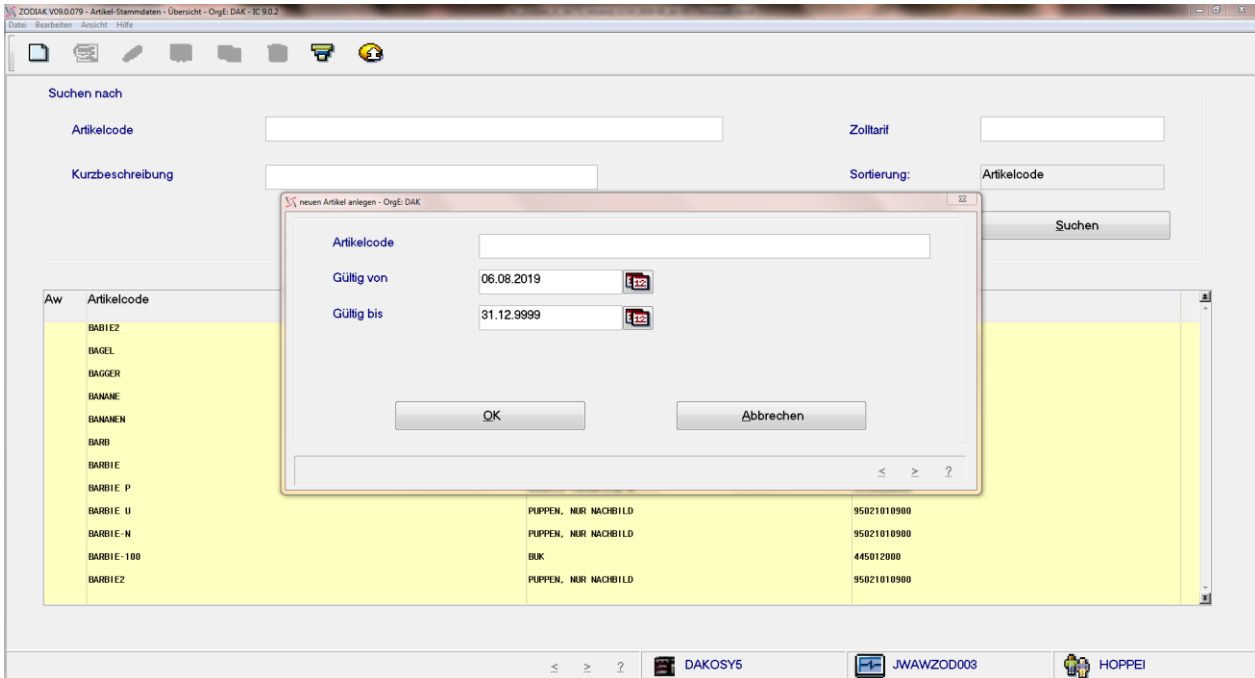 ZODIAK V09.0.079 - Artikel-Stammdaten - Übersicht - OrgE: DAK - IC 9.0.2
Datei Bearbeiten Ansicht Hilfe
Suchen nach
Artikelcode
Zolltarif
Kurzbeschreibung
Sortierung: Artikelcode
Suchen
neuen Artikel anlegen - OrgE: DAK
Artikelcode
Gültig von 06.08.2019
Gültig bis 31.12.9999
OK Abbrechen
< > ?
Aw Artikelcode
BABIE2
BAGEL
BAGGER
BANANE
BANANEN
BARB
BARBIE
BARBIE P
BARBIE U PUPPEN, NUR NACHBILD 95021010900
BARBIE-N PUPPEN, NUR NACHBILD 95021010900
BARBIE-100 BUK 445012000
BARBIE2 PUPPEN, NUR NACHBILD 95021010900
< > ? DAKOSY5 JWAWZOD003 HOPPEI